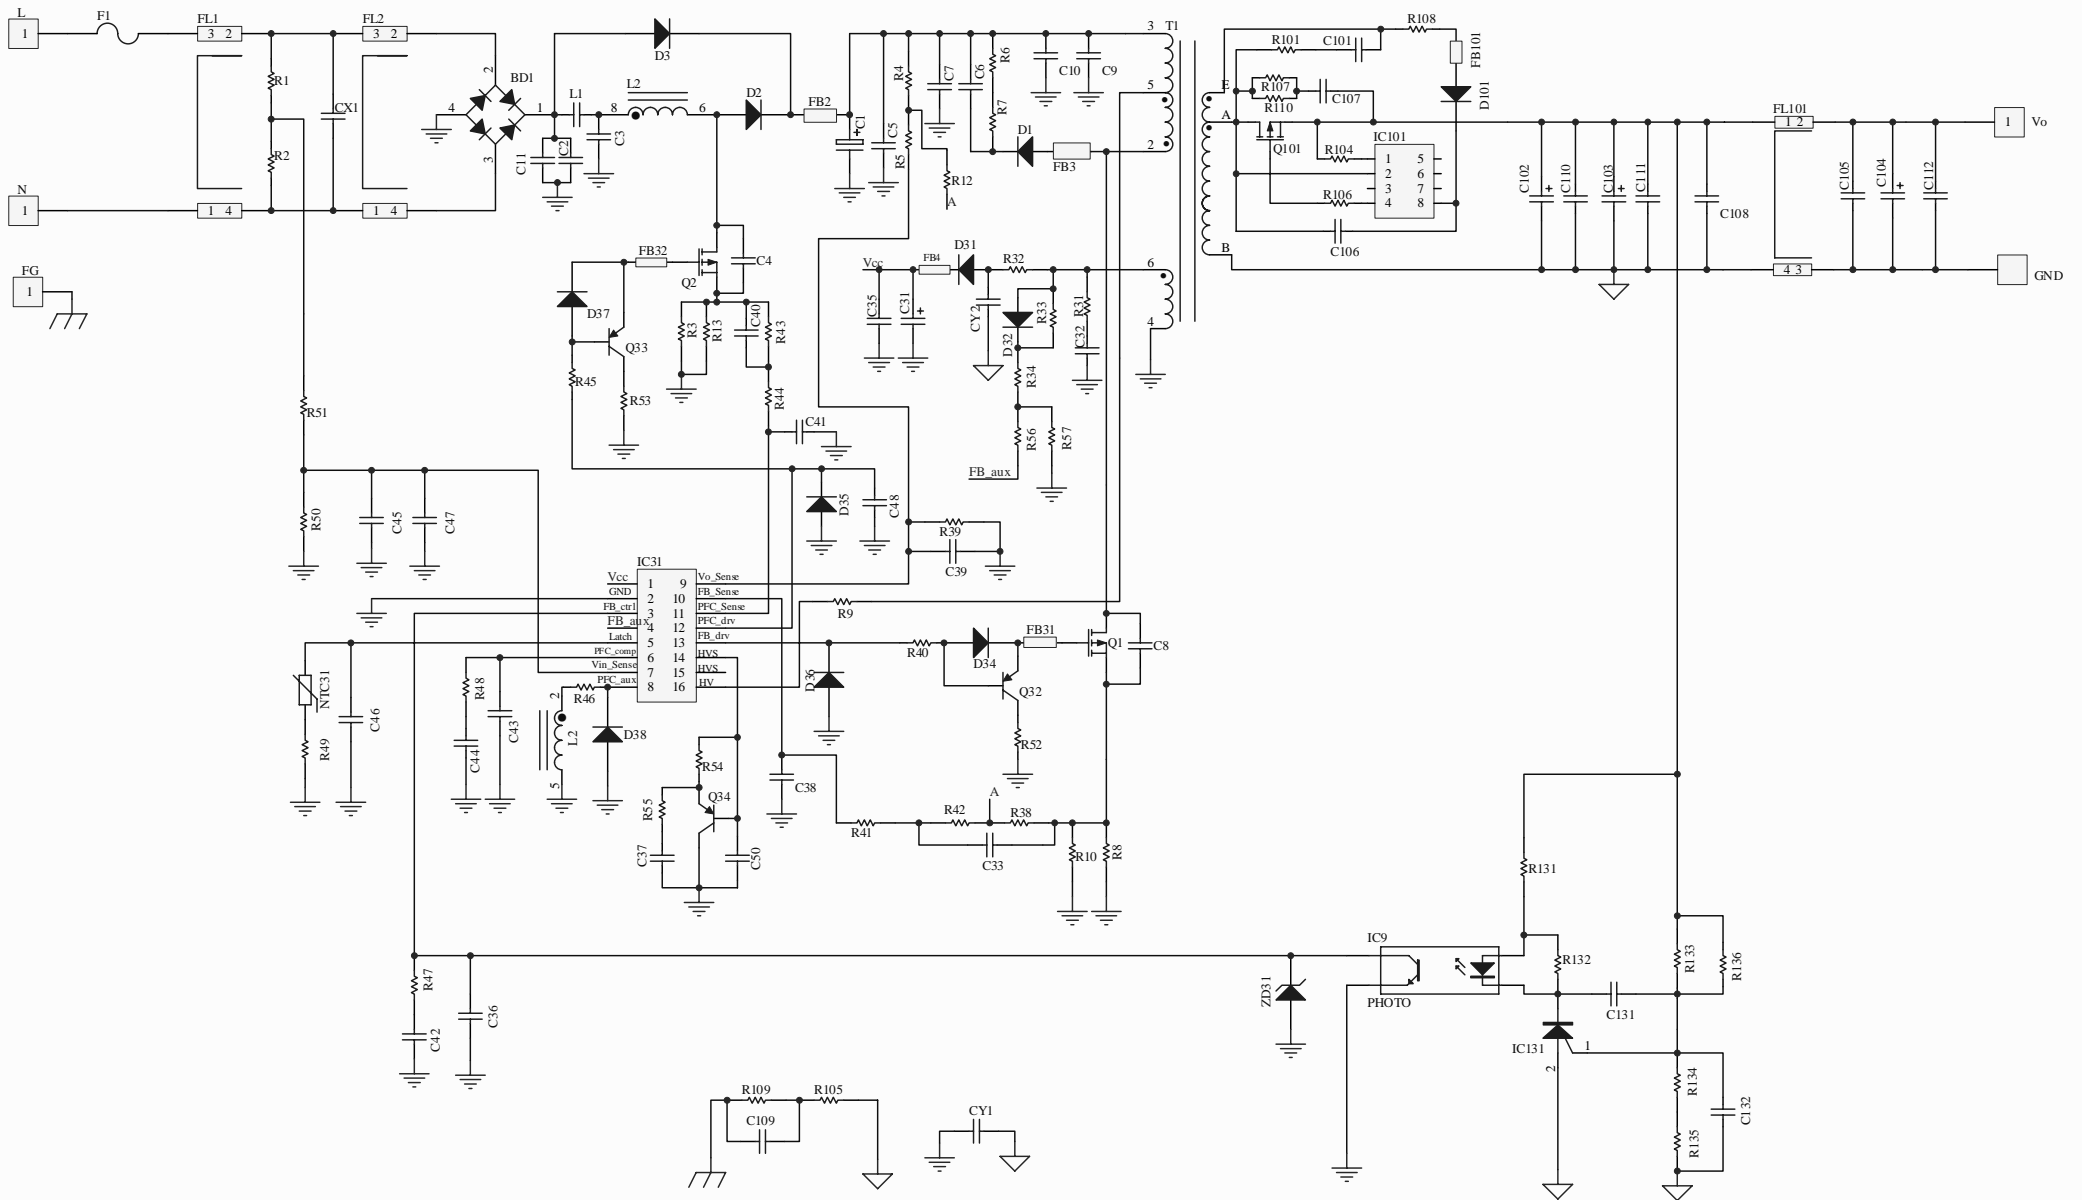 L
1
F1
FL1
3 2
1 4
FL2
3 2
1 4
R1
R2
CX1
N
1
FG
1
BD1
2
4
1
3
L1
C11
C2
C3
L2
8
6
D3
D2
FB2
C1
+
C5
R4
R5
C7
C6
R6
R7
R12
A
D1
FB3
C10
C9
3
T1
5
2
6
4
E
A
B
R101
C101
R108
FB101
D101
R107
R110
C107
Q101
IC101
R104
R106
1
2
3
4
5
6
7
8
C106
C102
+
C110
C103
+
C111
C108
FL101
1 2
4 3
C105
C104
+
C112
1
Vo
GND
FB32
Q2
C4
D37
Q33
R45
R53
R3
R13
C40
R43
R44
C41
Vcc
FB4
D31
R32
C35
C31
+
CY2
D32
R33
R31
C32
R34
R56
R57
FB_aux
R51
R50
C45
C47
D35
C48
R39
C39
IC31
Vcc
1
9
Vo_Sense
GND
2
10
FB_Sense
FB_ctrl
3
11
PFC_Sense
FB_aux
4
12
PFC_drv
Latch
5
13
FB_drv
PFC_comp
6
14
HVS
Vin_Sense
7
15
HVS
PFC_aux
8
16
HV
R9
R40
D34
FB31
Q1
C8
Q32
R52
D36
NTC31
R49
C46
R48
C44
C43
2
L2
5
R46
D38
R54
R55
Q34
C37
C50
C38
R41
R42
A
R38
C33
R10
R8
R47
C42
C36
ZD31
IC9
PHOTO
R131
R132
C131
R133
R136
IC131
1
2
R134
R135
C132
R109
R105
C109
CY1